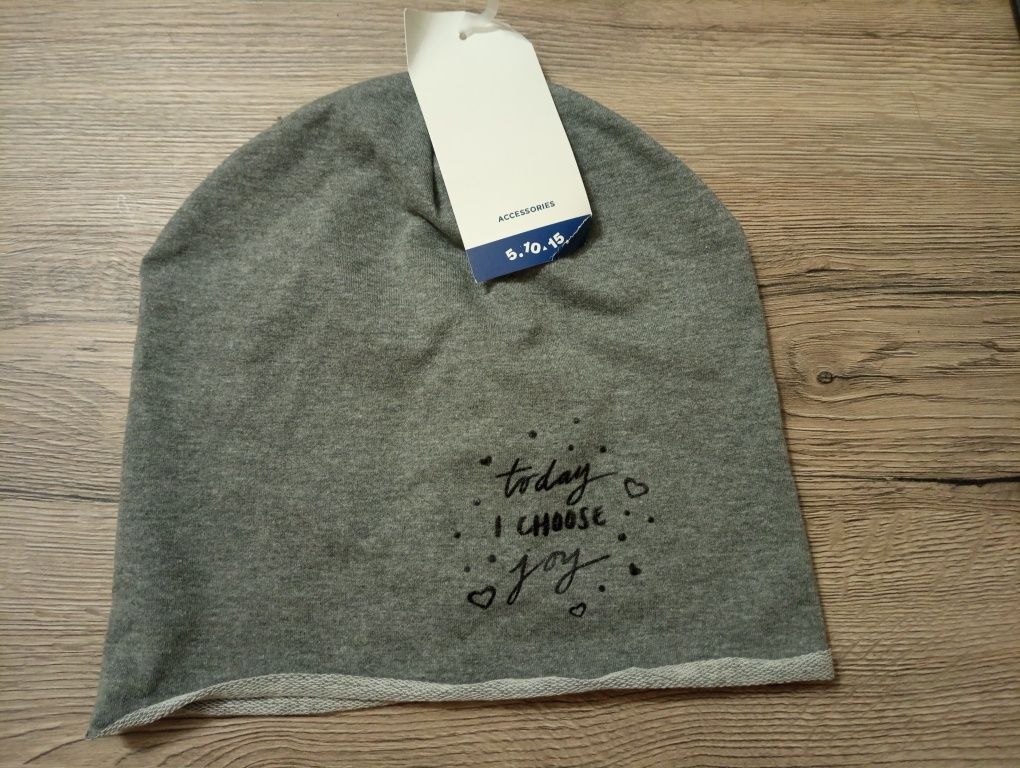 ACCESSORIES
5.10.15.
today
I CHOOSE
joy